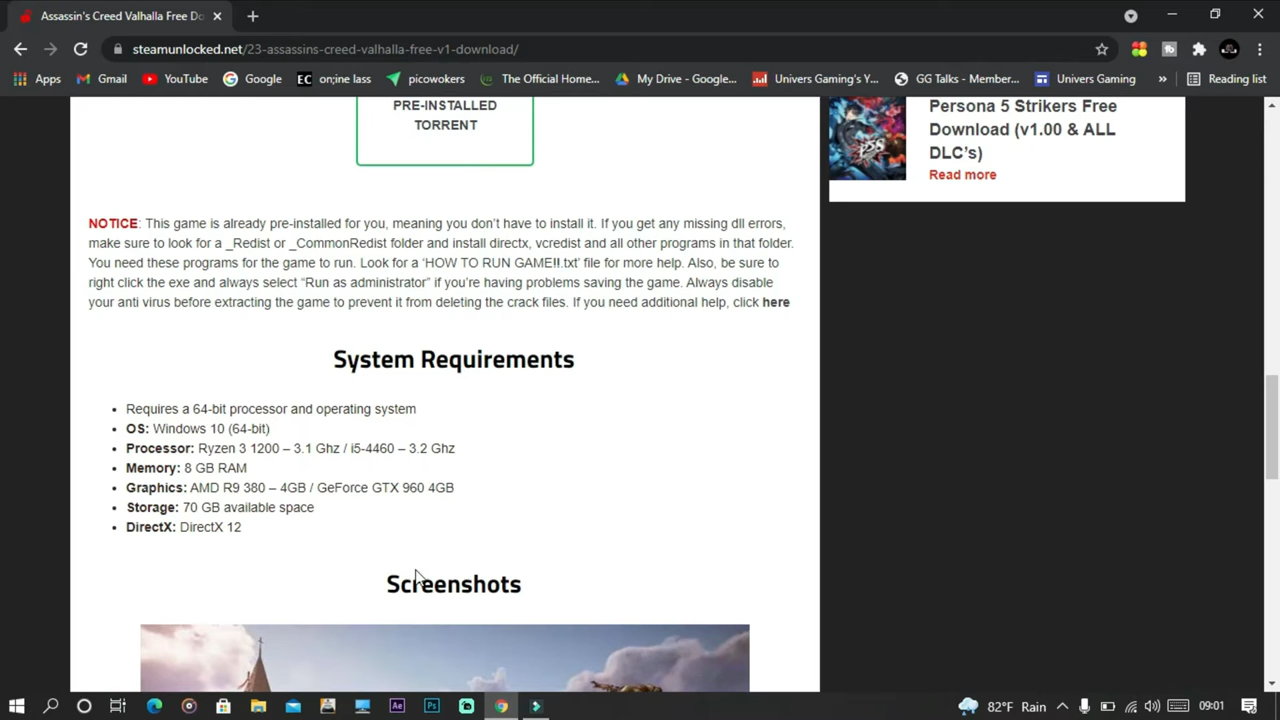 Assassin's Creed Valhalla Free Do
steamunlocked.net/23-assassins-creed-valhalla-free-v1-download/
Apps Gmail YouTube Google EC onjine lass picowokers The Official Home... My Drive - Google... Univers Gaming's Y... GG Talks - Member... Univers Gaming » Reading list
PRE-INSTALLED
TORRENT
Persona 5 Strikers Free
Download (v1.00 & ALL
DLC's)
Read more
NOTICE: This game is already pre-installed for you, meaning you don't have to install it. If you get any missing dll errors,
make sure to look for a _Redist or _CommonRedist folder and install directx, vcredist and all other programs in that folder.
You need these programs for the game to run. Look for a 'HOW TO RUN GAME!!.txt' file for more help. Also, be sure to
right click the exe and always select “Run as administrator” if you're having problems saving the game. Always disable
your anti virus before extracting the game to prevent it from deleting the crack files. If you need additional help, click here
System Requirements
• Requires a 64-bit processor and operating system
• OS: Windows 10 (64-bit)
• Processor: Ryzen 3 1200 – 3.1 Ghz / i5-4460 – 3.2 Ghz
• Memory: 8 GB RAM
• Graphics: AMD R9 380 – 4GB / GeForce GTX 960 4GB
• Storage: 70 GB available space
• DirectX: DirectX 12
Screenshots
Ae Ps 82°F Rain 09:01